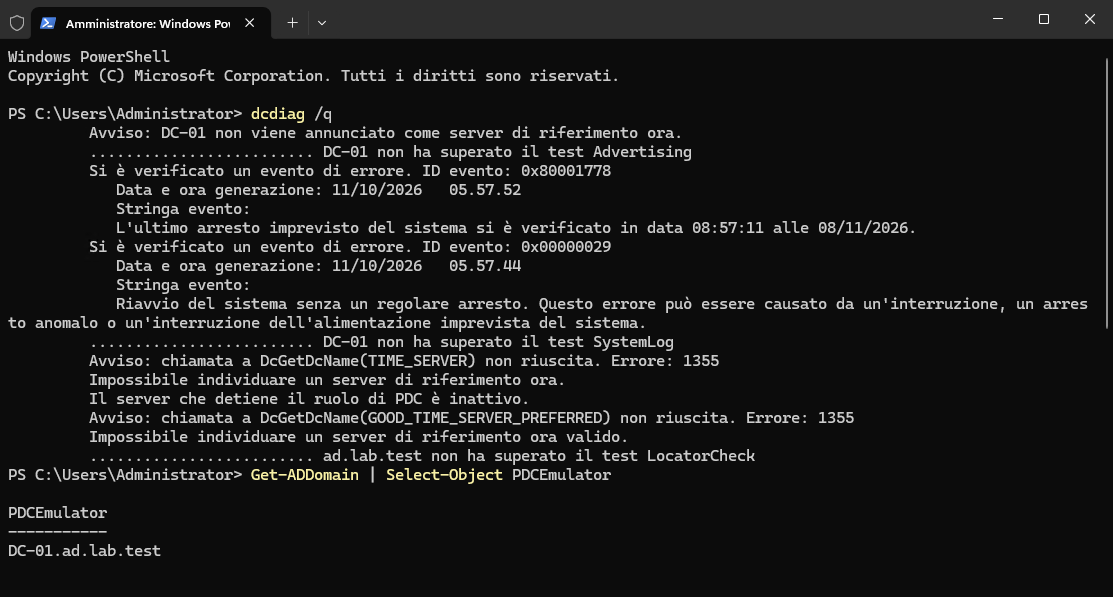 Amministratore: Windows Pov
Windows PowerShell
Copyright (C) Microsoft Corporation. Tutti i diritti sono riservati.
PS C:\Users\Administrator> dcdiag /q
Avviso: DC-01 non viene annunciato come server di riferimento ora.
......................... DC-01 non ha superato il test Advertising
Si è verificato un evento di errore. ID evento: 0x80001778
Data e ora generazione: 11/10/2026   05.57.52
Stringa evento:
L'ultimo arresto imprevisto del sistema si è verificato in data 08:57:11 alle 08/11/2026.
Si è verificato un evento di errore. ID evento: 0x00000029
Data e ora generazione: 11/10/2026   05.57.44
Stringa evento:
Riavvio del sistema senza un regolare arresto. Questo errore può essere causato da un'interruzione, un arres
to anomalo o un'interruzione dell'alimentazione imprevista del sistema.
......................... DC-01 non ha superato il test SystemLog
Avviso: chiamata a DcGetDcName(TIME_SERVER) non riuscita. Errore: 1355
Impossibile individuare un server di riferimento ora.
Il server che detiene il ruolo di PDC è inattivo.
Avviso: chiamata a DcGetDcName(GOOD_TIME_SERVER_PREFERRED) non riuscita. Errore: 1355
Impossibile individuare un server di riferimento ora valido.
......................... ad.lab.test non ha superato il test LocatorCheck
PS C:\Users\Administrator> Get-ADDomain | Select-Object PDCEmulator
PDCEmulator
-----------
DC-01.ad.lab.test